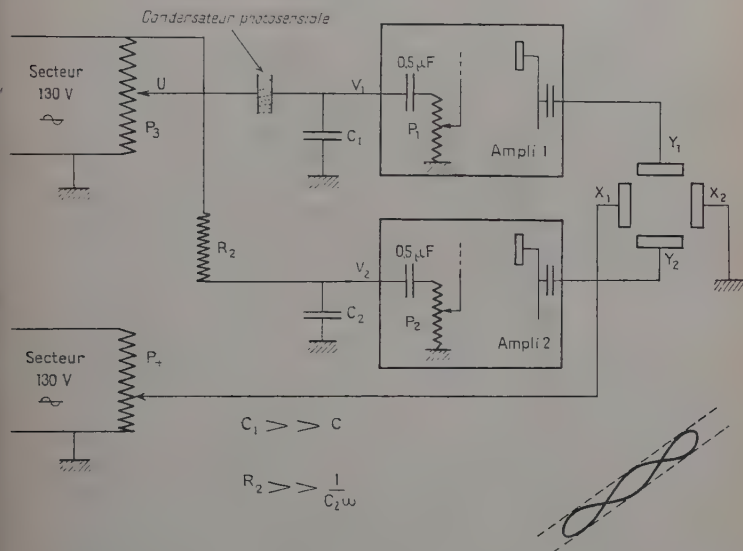 Condensateur photosensible
Secteur
130 V
U
P₃
V₁
C₁
0,5 µF
P₁
Ampli 1
Y₁
X₁
X₂
Y₂
R₂
V₂
C₂
0,5 µF
P₂
Ampli 2
Secteur
130 V
P₄
C₁ > > C
R₂ > > 1/C₂ω